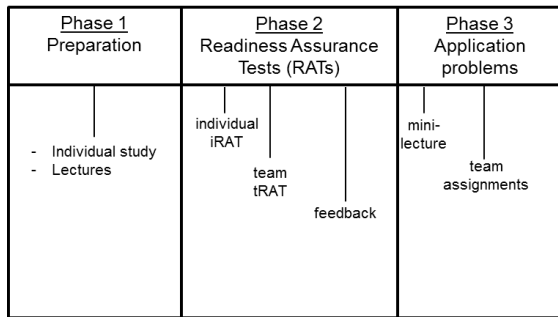 Phase 1
Preparation
Phase 2
Readiness Assurance
Tests (RATs)
Phase 3
Application
problems
- Individual study
- Lectures
individual
iRAT
team
tRAT
feedback
mini-
lecture
team
assignments